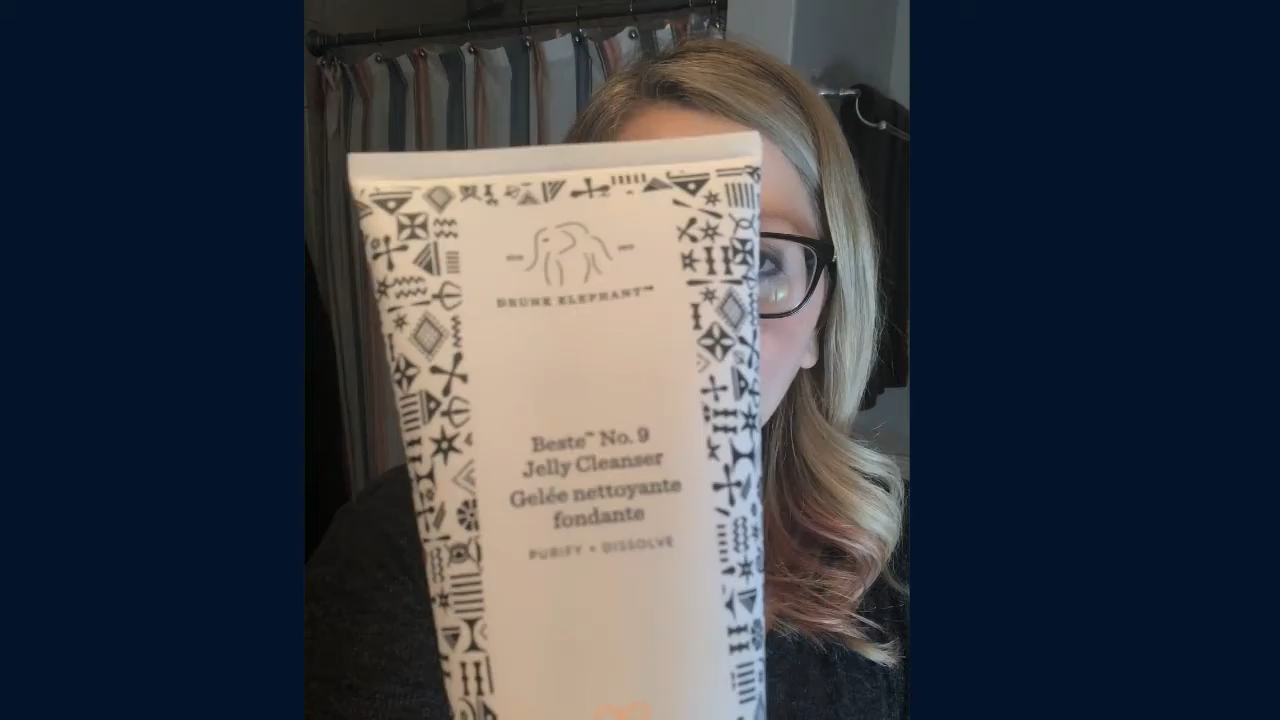 DRUNK ELEPHANT™
Beste™ No. 9
Jelly Cleanser
Gelée nettoyante
fondante
PURIFY + DISSOLVE